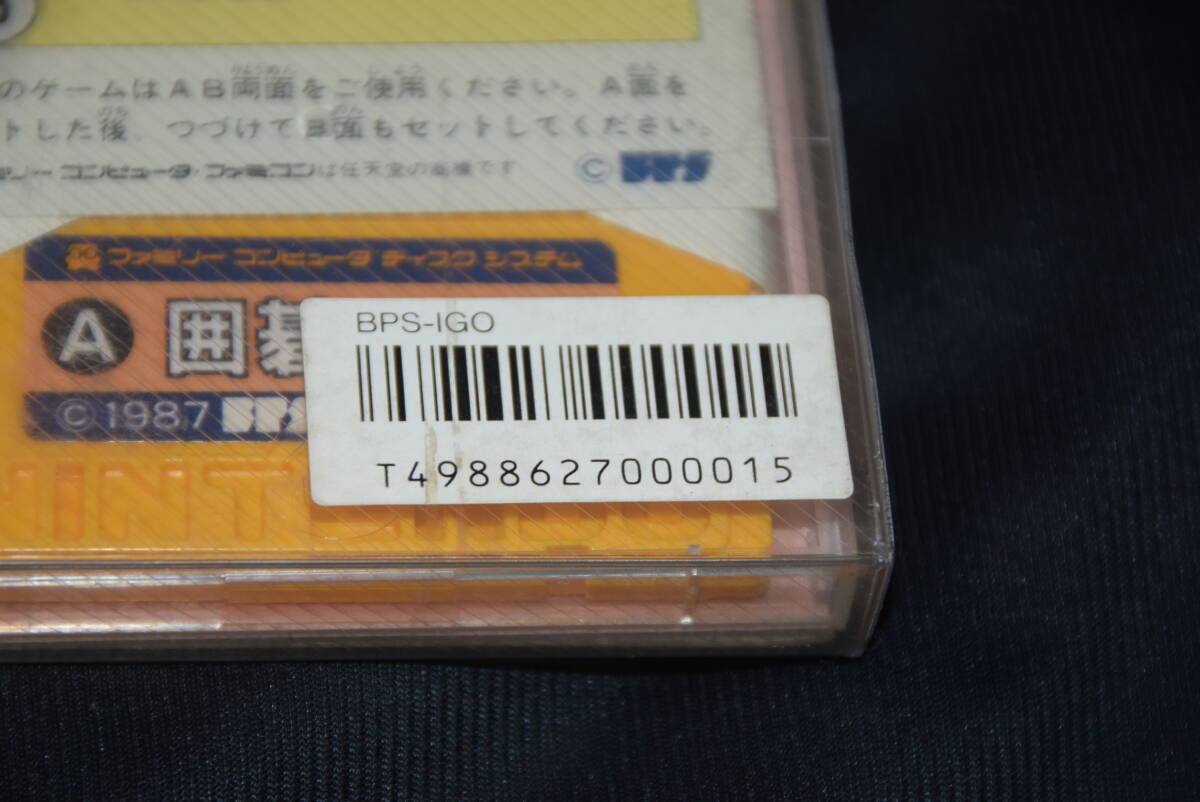 のゲームはAB両面をご使用ください。A面を
トした後 つづけてB面もセットしてください。
ファミリー コンピュータ・ファミコンは任天堂の商標です © BPS
ファミリー コンピュータ ディスク システム
A 囲碁
©1987 BPS
BPS-IGO
T4988627000015
NINTENDO